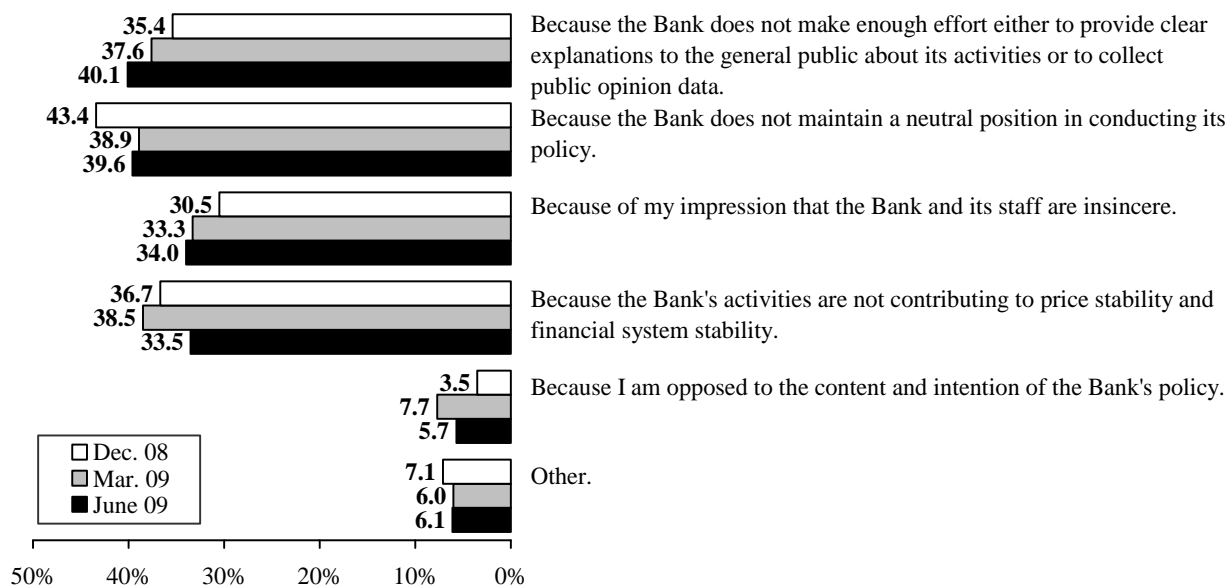 35.4
37.6
40.1
Because the Bank does not make enough effort either to provide clear
explanations to the general public about its activities or to collect
public opinion data.
43.4
38.9
39.6
Because the Bank does not maintain a neutral position in conducting its
policy.
30.5
33.3
34.0
Because of my impression that the Bank and its staff are insincere.
36.7
38.5
33.5
Because the Bank's activities are not contributing to price stability and
financial system stability.
3.5
7.7
5.7
Because I am opposed to the content and intention of the Bank's policy.
7.1
6.0
6.1
Other.
Dec. 08
Mar. 09
June 09
50% 40% 30% 20% 10% 0%